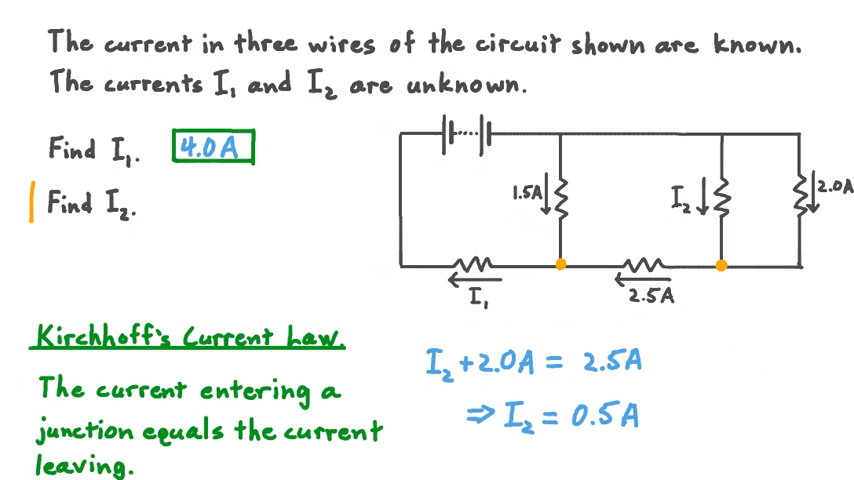 The current in three wires of the circuit shown are known.
The currents I₁ and I₂ are unknown.
Find I₁. 4.0A
Find I₂.
1.5A
I₂
2.0A
I₁
2.5A
Kirchhoff's Current Law.
The current entering a
junction equals the current
leaving.
I₂ + 2.0A = 2.5A
⇒ I₂ = 0.5A